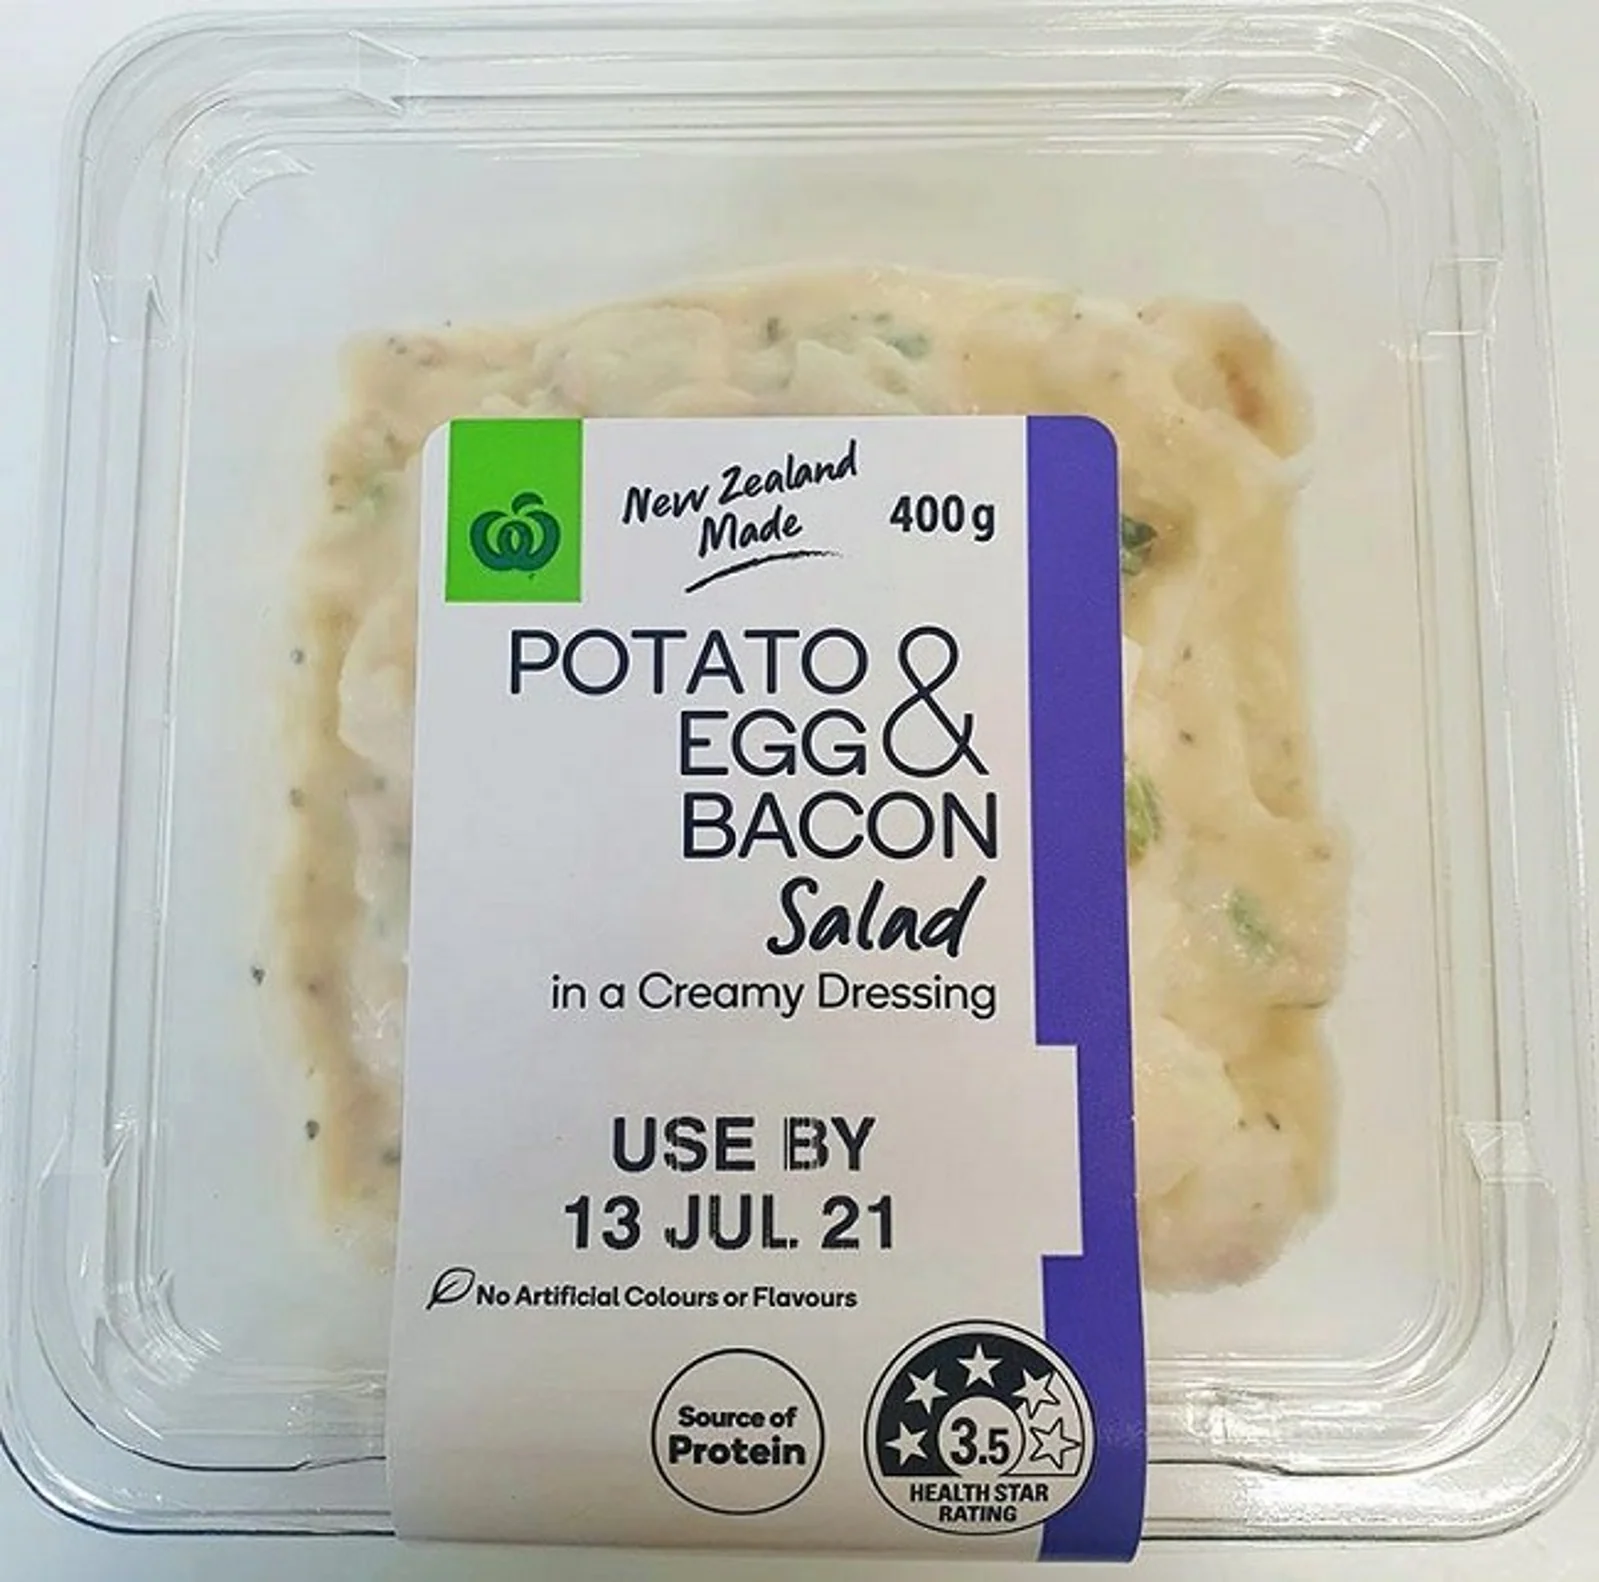 New Zealand
Made
400g
POTATO &
EGG
BACON
Salad
in a Creamy Dressing
USE BY
13 JUL. 21
No Artificial Colours or Flavours
Source of
Protein
3.5
HEALTH STAR
RATING